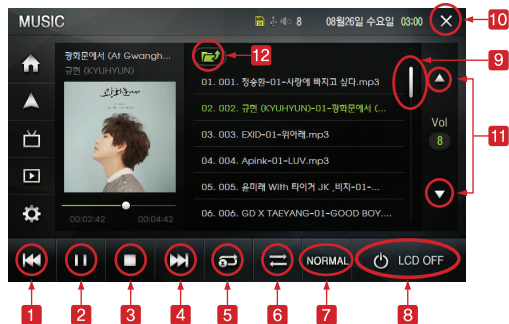 MUSIC
8 08월26일 수요일 03:00
10
광화문에서 (At Gwangh...
규현 (KYUHYUN)
12
9
01. 001. 정승환-01-사랑에 빠지고 싶다.mp3
02. 002. 규현 (KYUHYUN)-01-광화문에서 (...
03. 003. EXID-01-위아래.mp3
04. 004. Apink-01-LUV.mp3
05. 005. 윤미래 With 타이거 JK _비지-01-...
06. 006. GD X TAEYANG-01-GOOD BOY....
Vol
8
11
00:02:42 00:04:42
NORMAL
LCD OFF
1 2 3 4 5 6 7 8